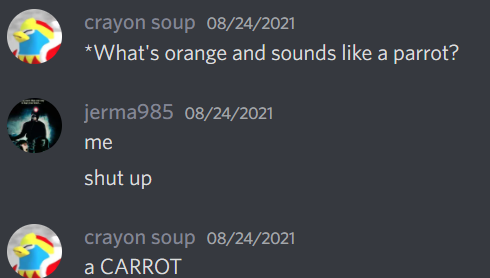 crayon soup 08/24/2021
*What's orange and sounds like a parrot?
jerma985 08/24/2021
me
shut up
crayon soup 08/24/2021
a CARROT